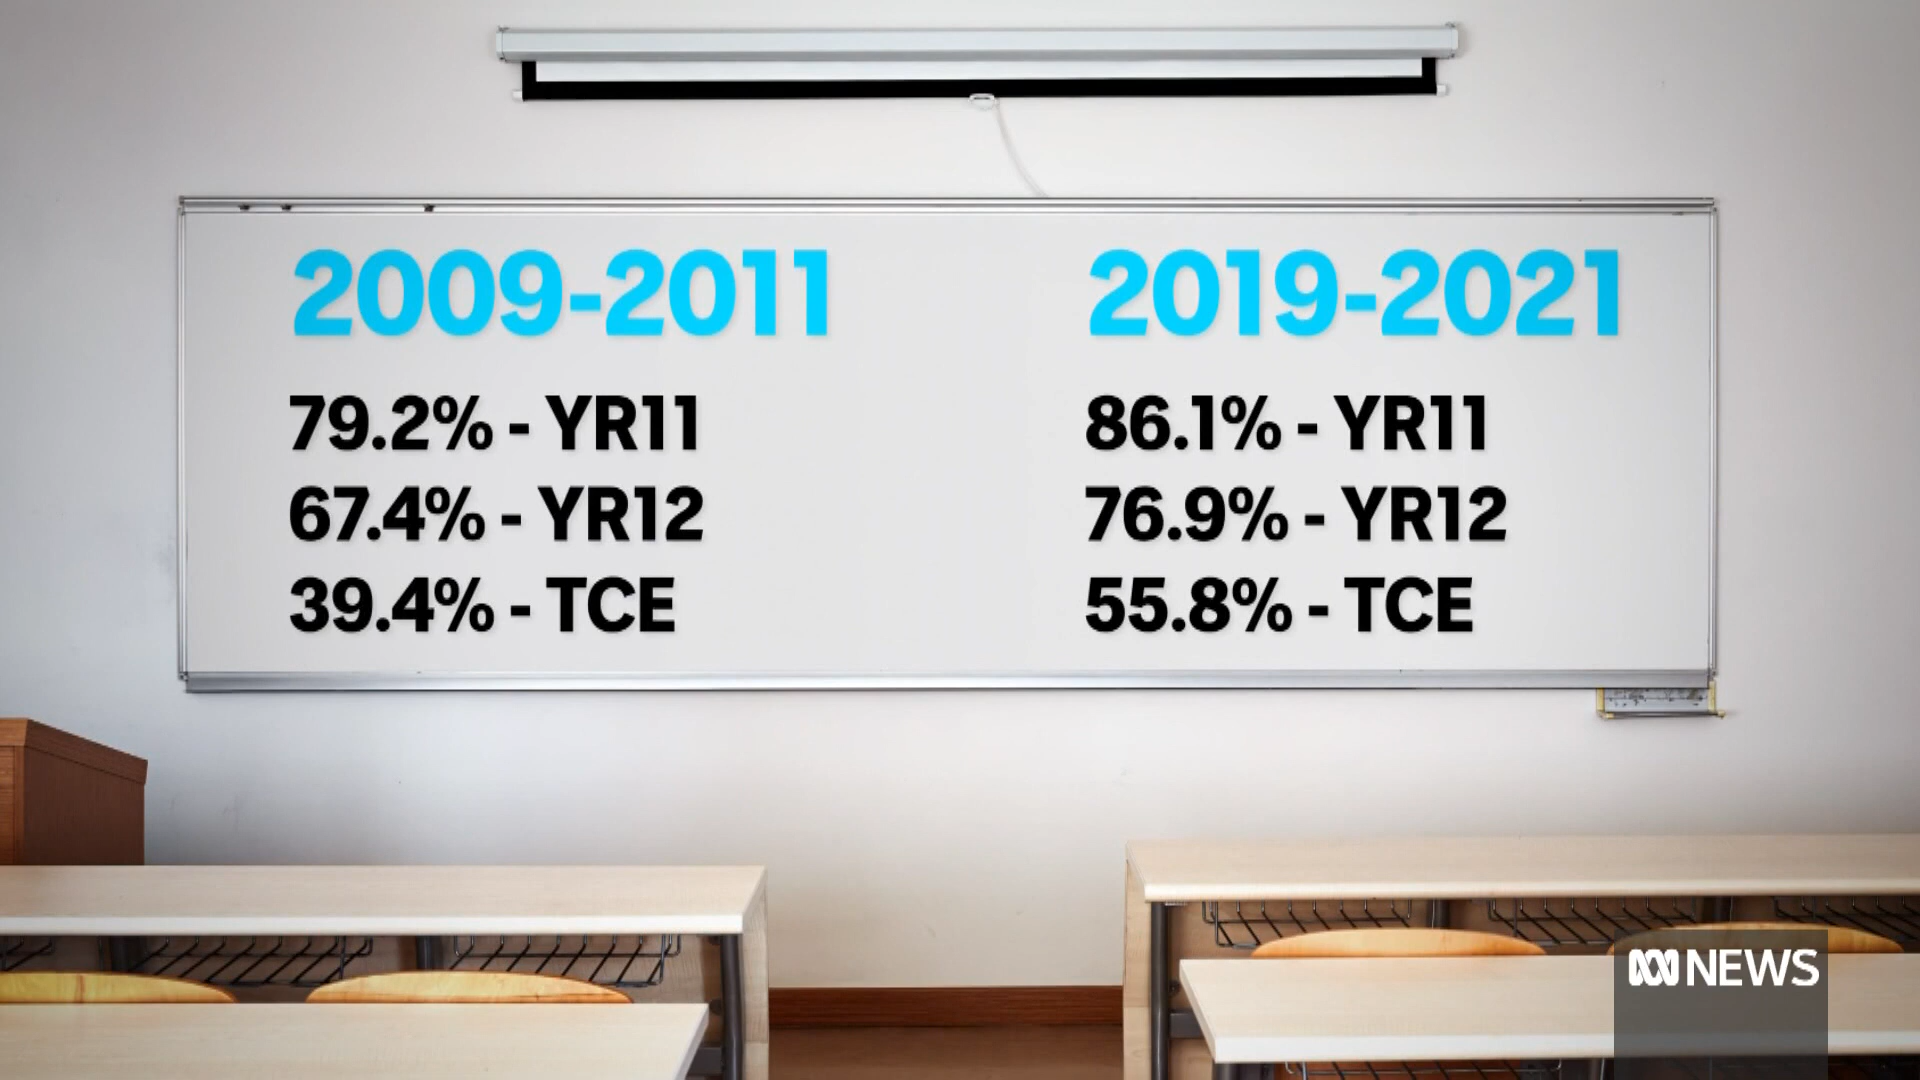 2009-2011
79.2% - YR11
67.4% - YR12
39.4% - TCE
2019-2021
86.1% - YR11
76.9% - YR12
55.8% - TCE
NEWS